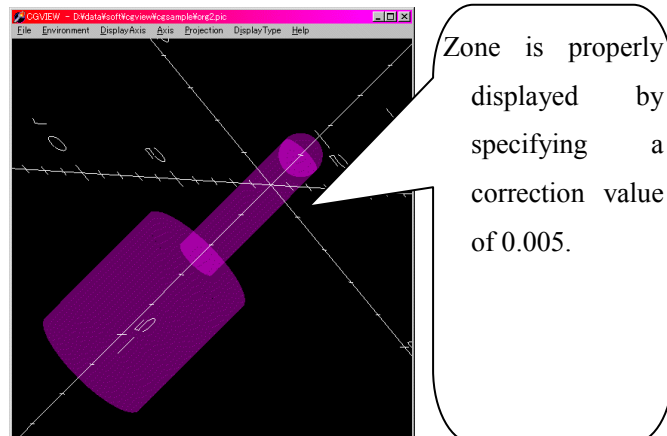 CGVIEW - D:¥data¥soft¥cgview¥cgsample¥org2.pic
File Environment DisplayAxis Axis Projection DisplayType Help
Zone is properly
displayed by
specifying a
correction value
of 0.005.